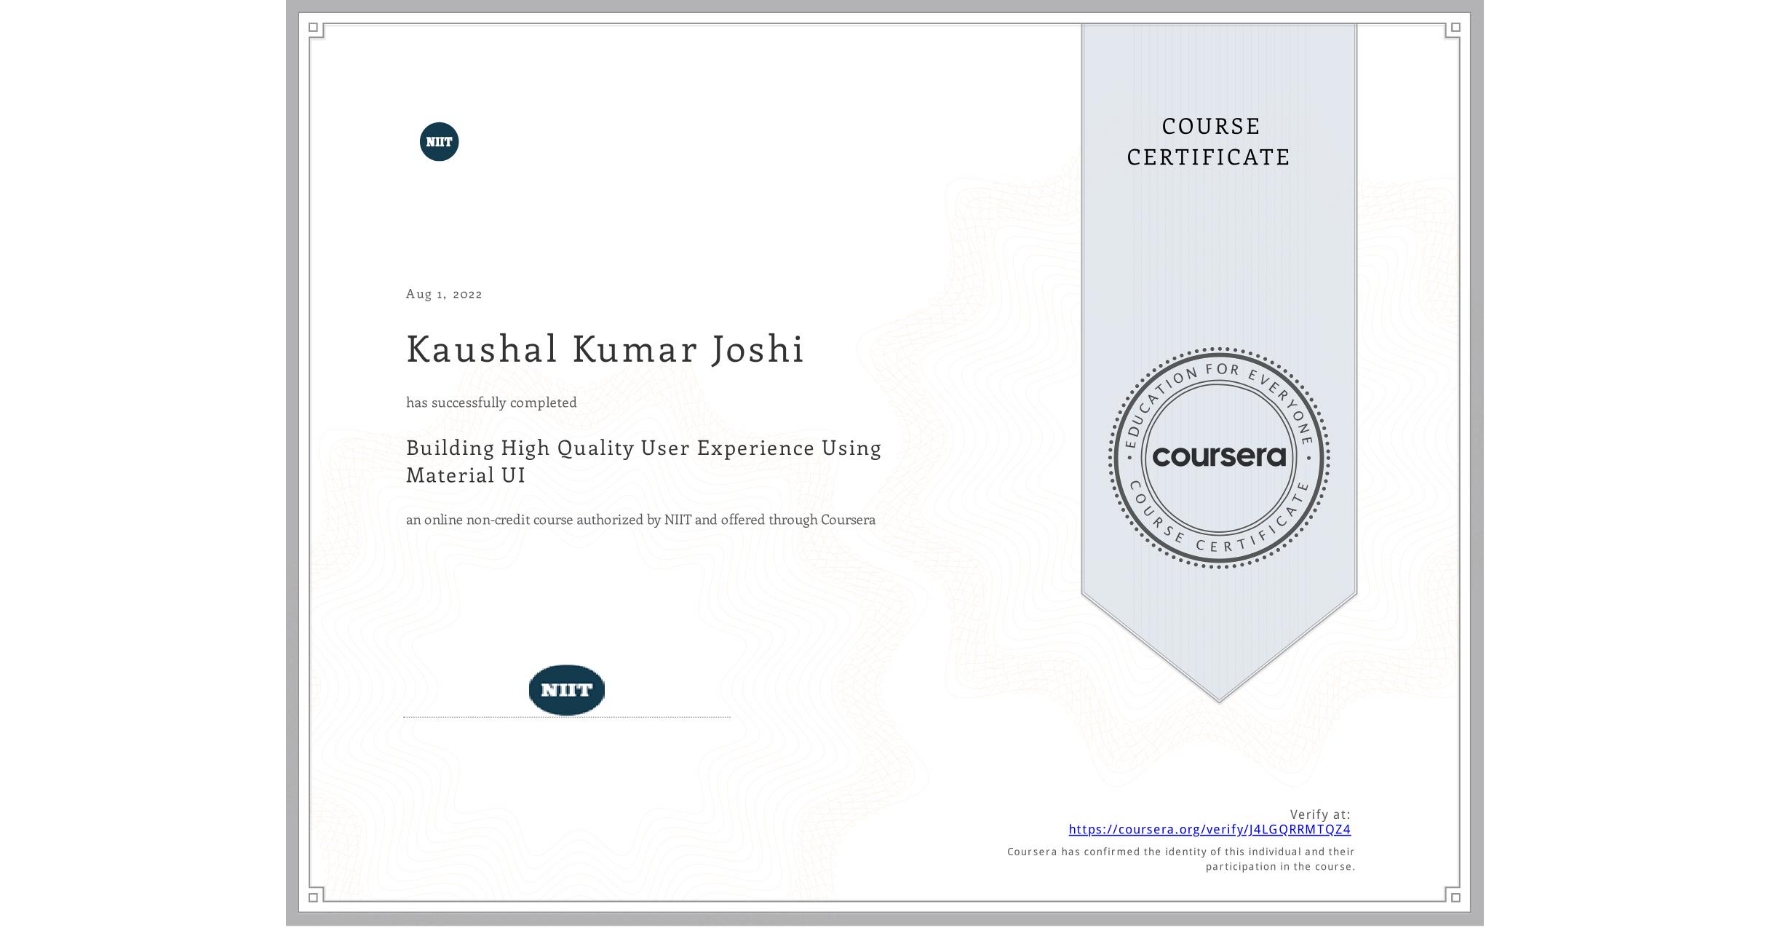 NIIT
COURSE
CERTIFICATE
Aug 1, 2022
Kaushal Kumar Joshi
has successfully completed
Building High Quality User Experience Using
Material UI
an online non-credit course authorized by NIIT and offered through Coursera
EDUCATION FOR EVERYONE
coursera
COURSE CERTIFICATE
NIIT
Verify at:
https://coursera.org/verify/J4LGQRRMTQZ4
Coursera has confirmed the identity of this individual and their
participation in the course.